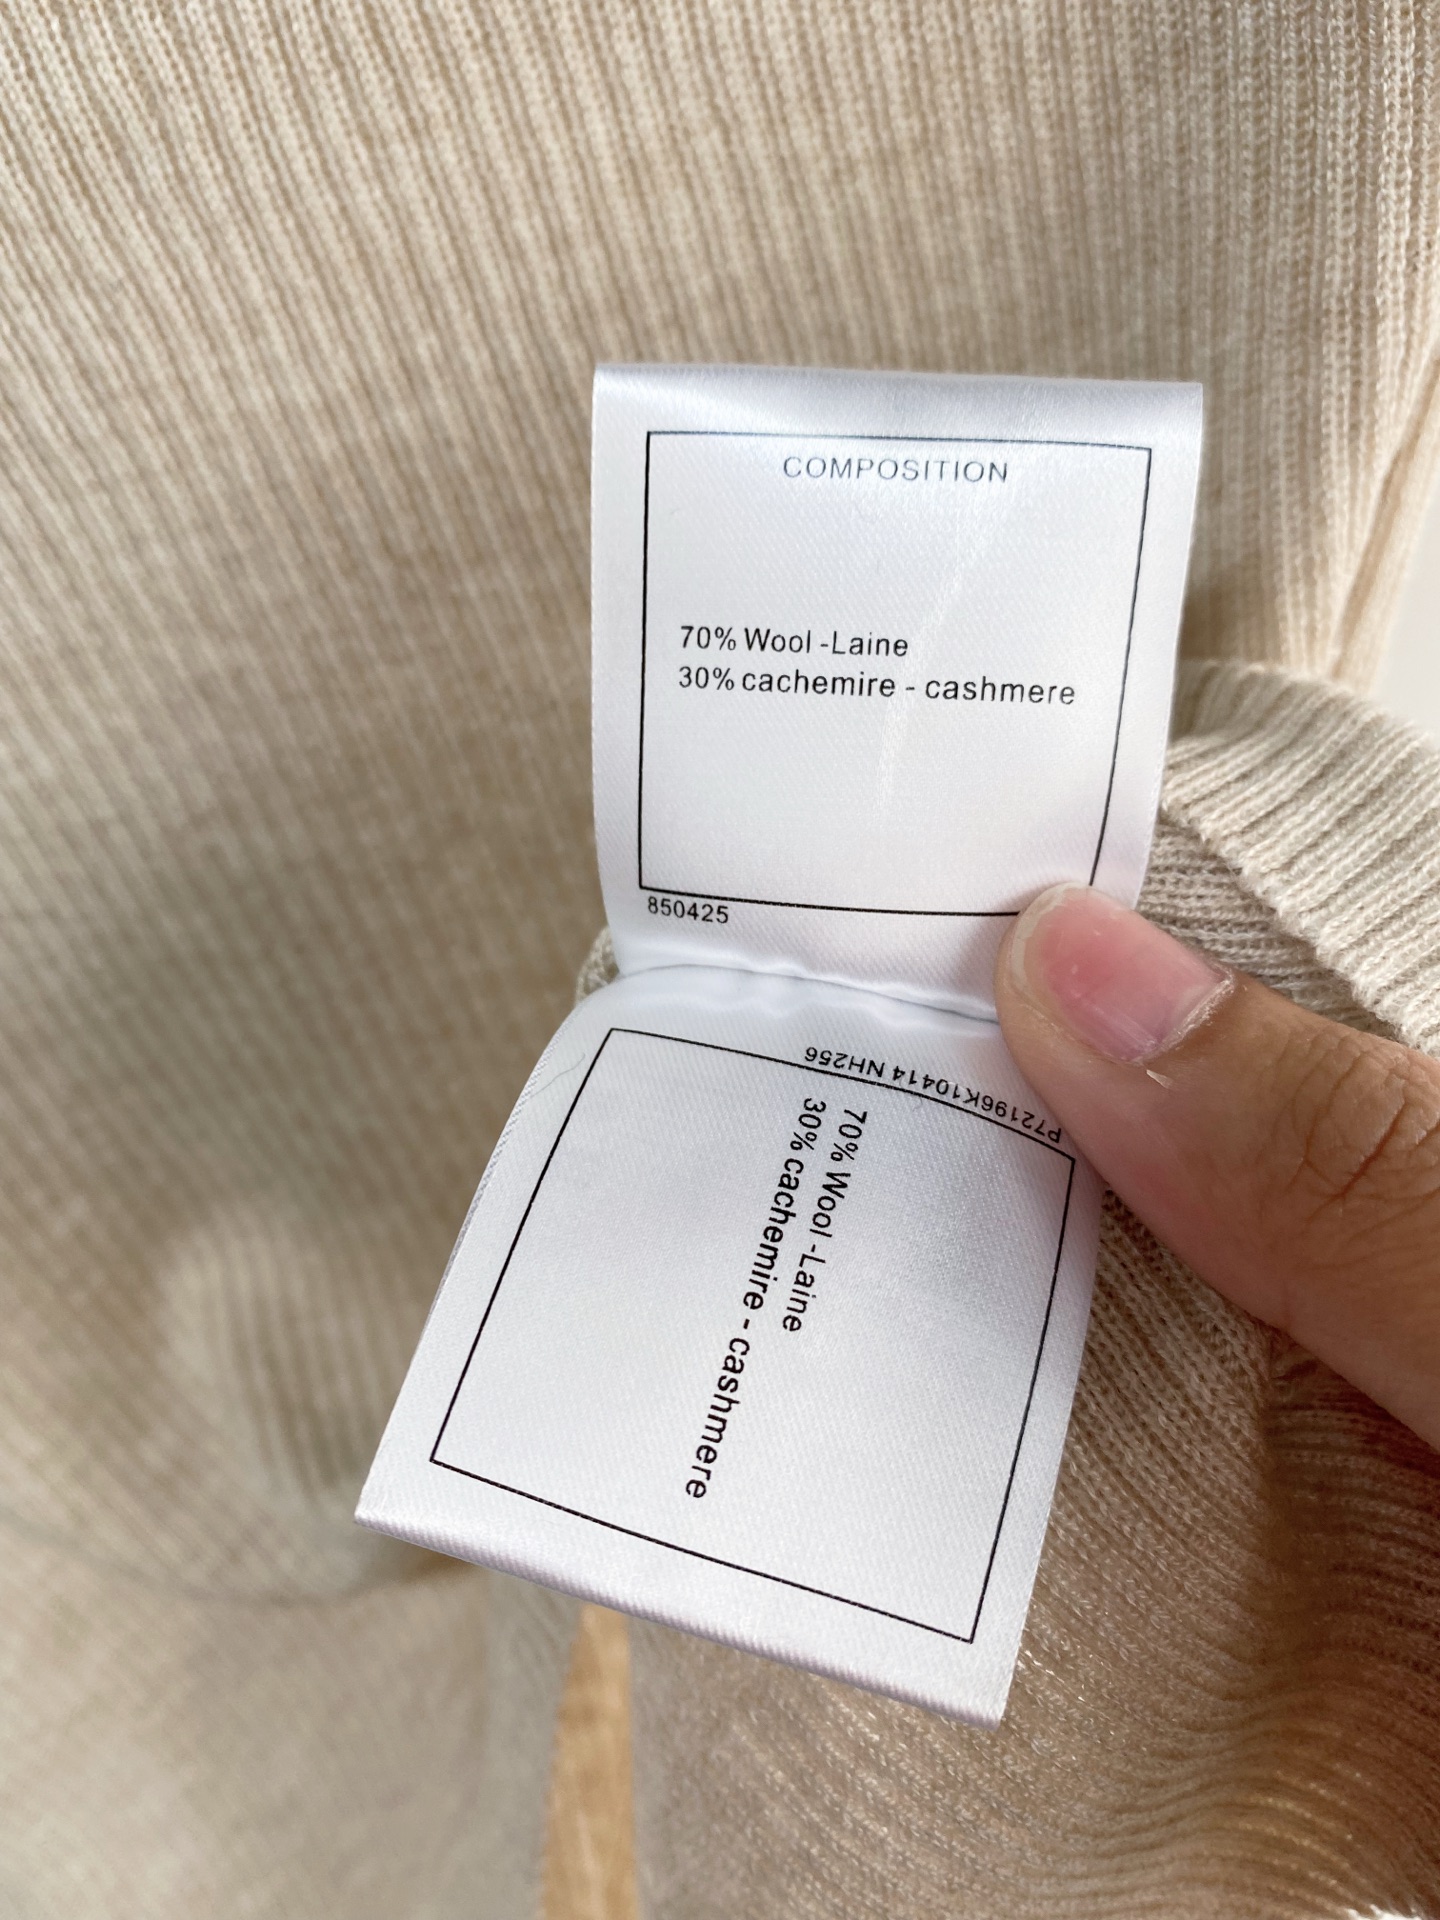 COMPOSITION
70% Wool -Laine
30% cachemire - cashmere
850425
P72196K10414 NH256
70% Wool -Laine
30% cachemire - cashmere